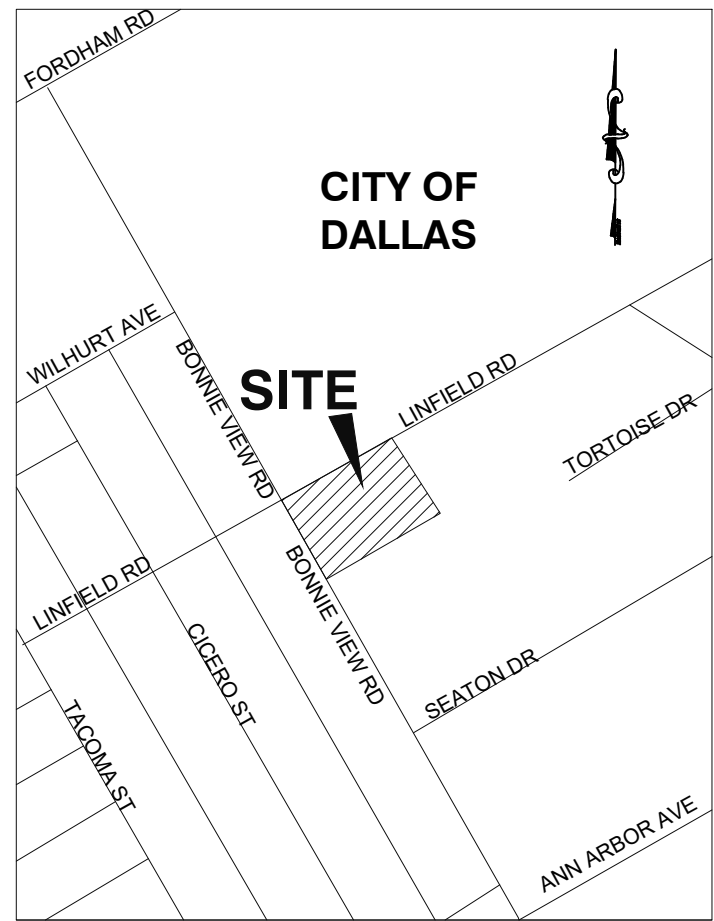 FORDHAM RD
CITY OF
DALLAS
WILHURT AVE
BONNIE VIEW RD
SITE
LINFIELD RD
TORTOISE DR
LINFIELD RD
BONNIE VIEW RD
CICERO ST
SEATON DR
TACOMA ST
ANN ARBOR AVE